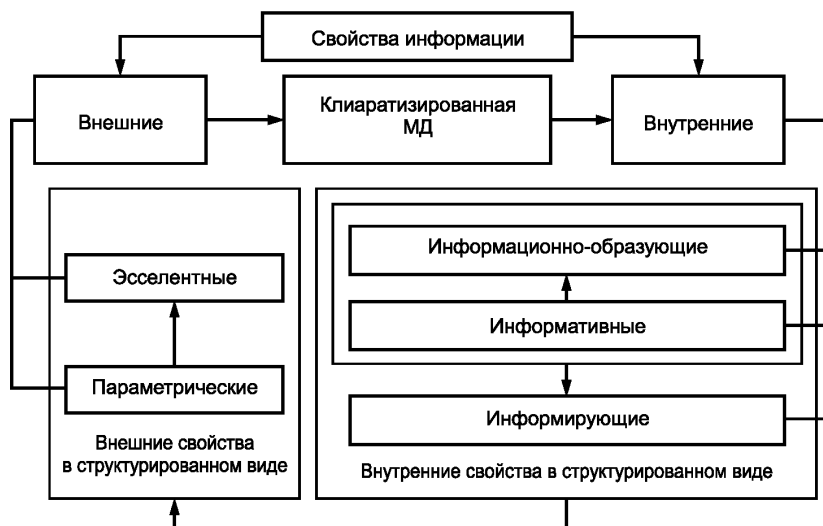 Свойства информации
Внешние
Клиаратизированная
МД
Внутренние
Эсселентные
Параметрические
Внешние свойства
в структурированном виде
Информационно-образующие
Информативные
Информирующие
Внутренние свойства в структурированном виде